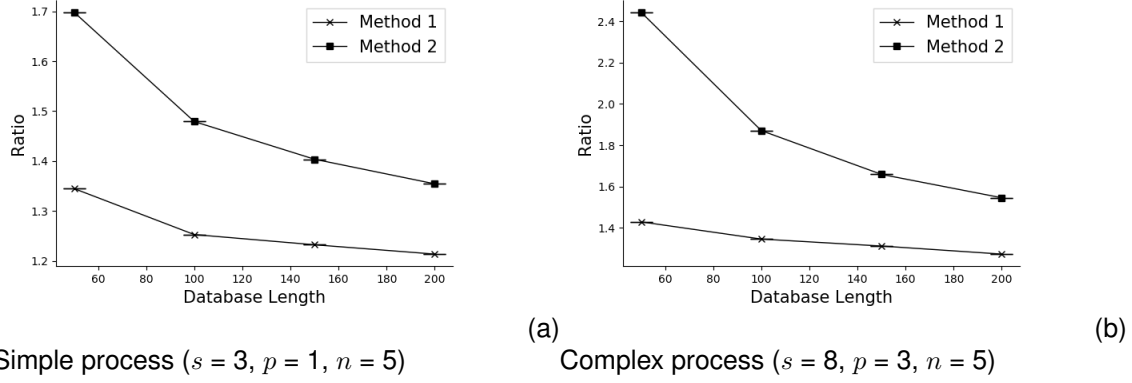 1.7
1.6
1.5
1.4
1.3
1.2
Ratio
60 80 100 120 140 160 180 200
Database Length
Method 1
Method 2
2.4
2.2
2.0
1.8
1.6
1.4
Ratio
60 80 100 120 140 160 180 200
Database Length
Method 1
Method 2
(a)
Simple process (s = 3, p = 1, n = 5)
(b)
Complex process (s = 8, p = 3, n = 5)